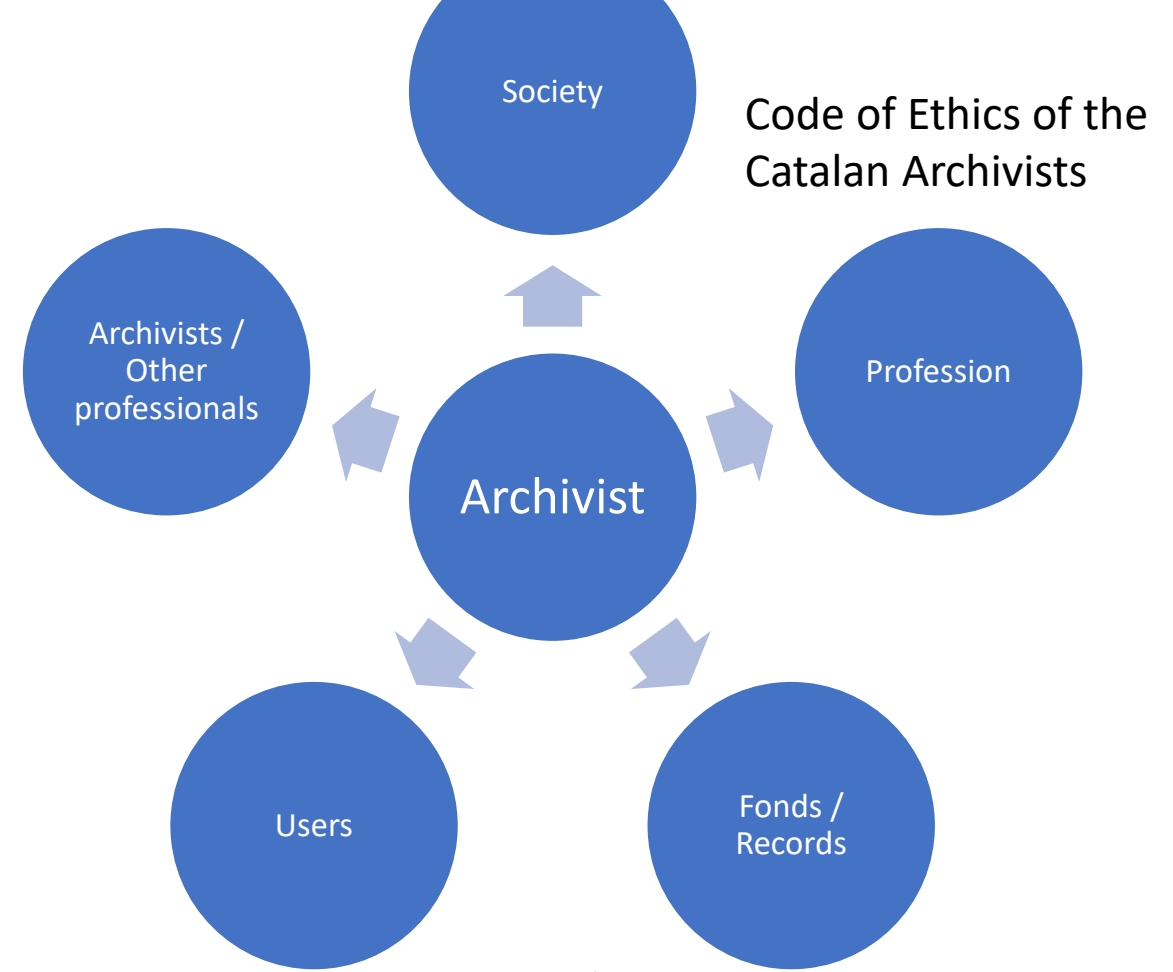 Society
Code of Ethics of the
Catalan Archivists
Archivists /
Other
professionals
Profession
Archivist
Users
Fonds /
Records